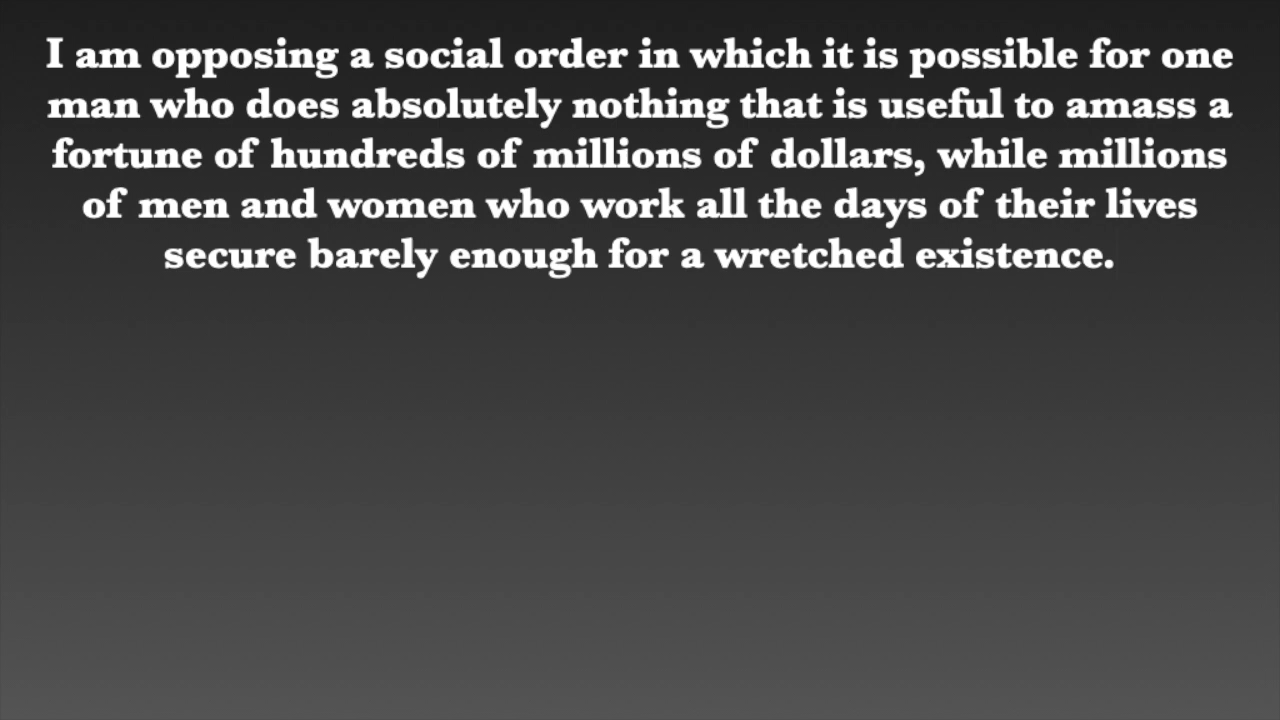 I am opposing a social order in which it is possible for one
man who does absolutely nothing that is useful to amass a
fortune of hundreds of millions of dollars, while millions
of men and women who work all the days of their lives
secure barely enough for a wretched existence.